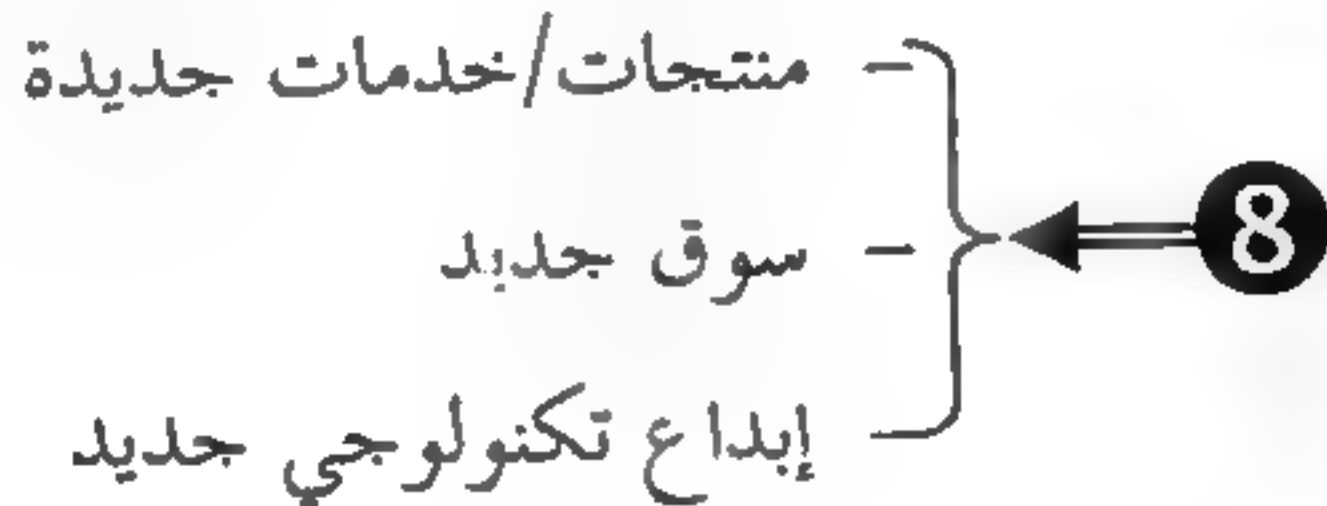 - منتجات/خدمات جديدة
8
- سوق جديد
- إبداع تكنولوجي جديد